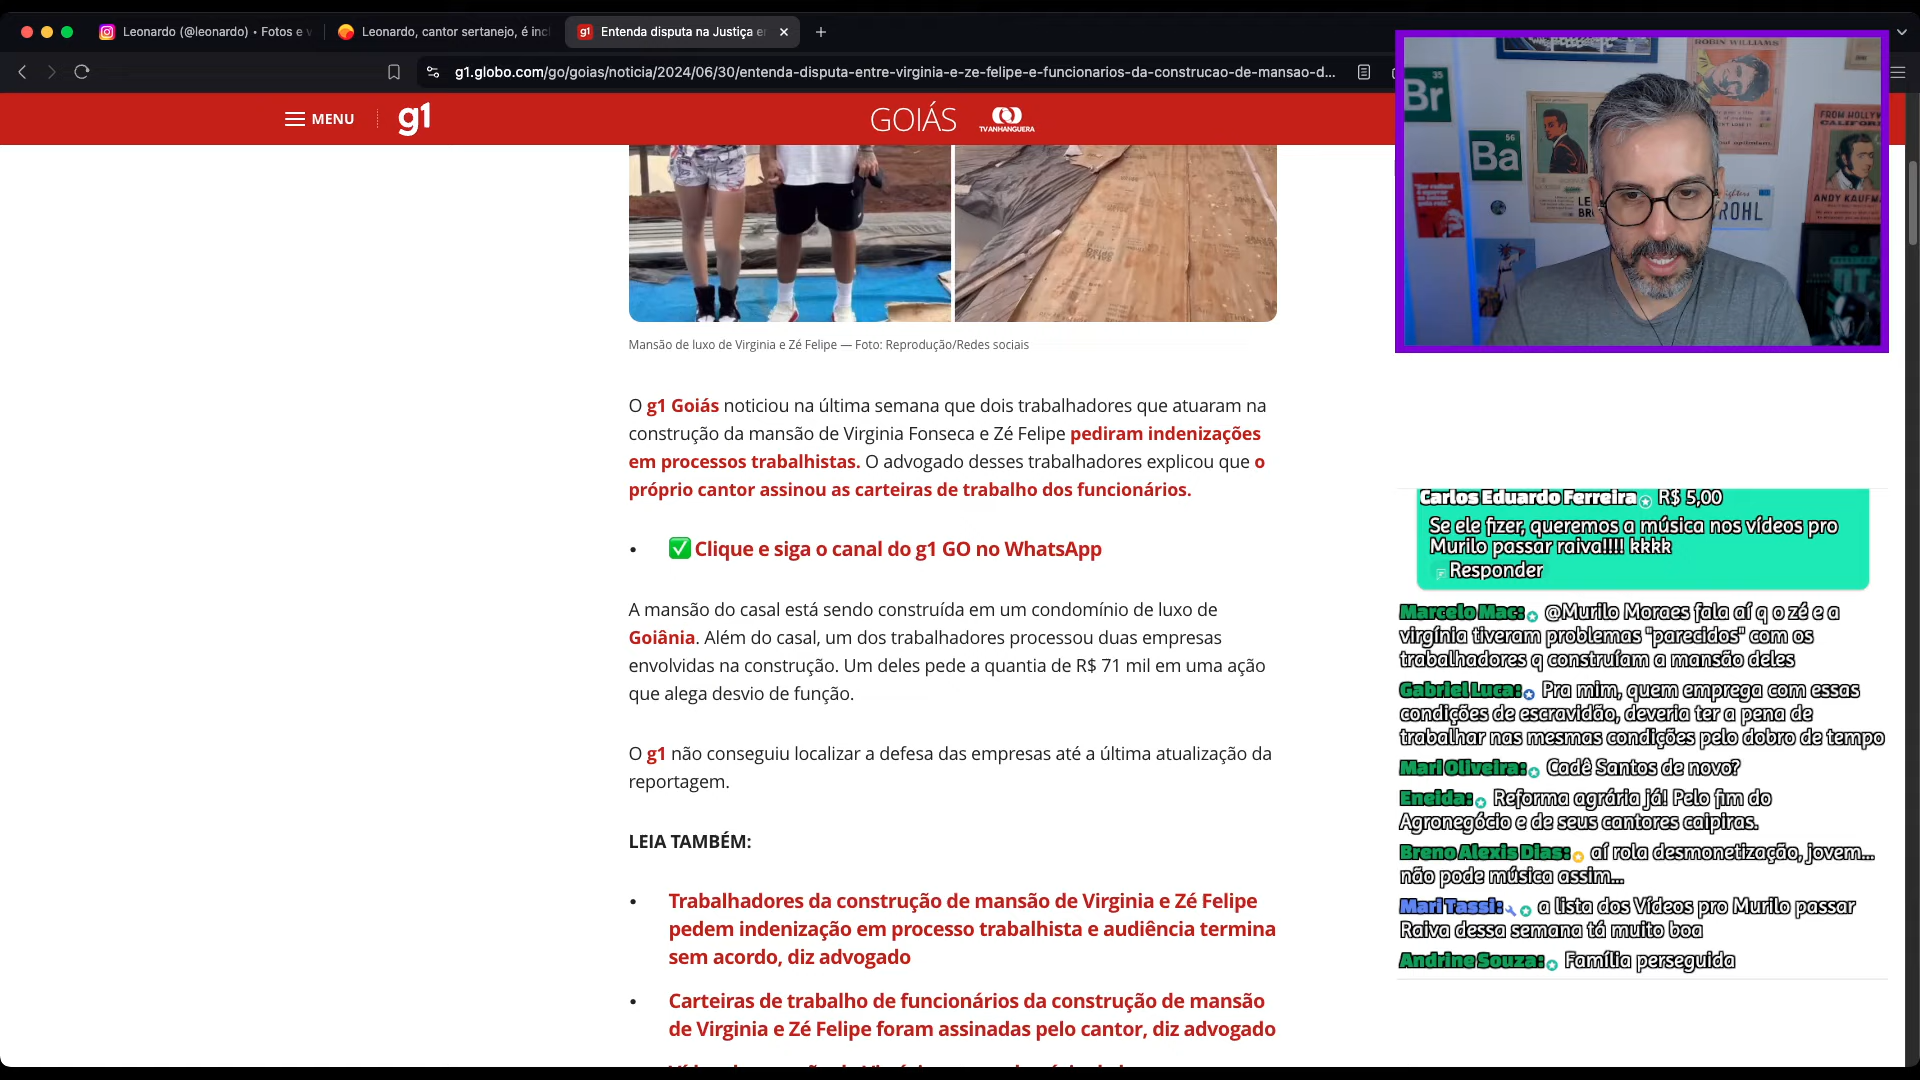 Leonardo (@leonardo) • Fotos e v
Leonardo, cantor sertanejo, é incl
g1 Entenda disputa na Justiça e
g1.globo.com/go/goias/noticia/2024/06/30/entenda-disputa-entre-virginia-e-ze-felipe-e-funcionarios-da-construcao-de-mansao-d...
MENU
g1
GOIÁS
TV ANHANGUERA
Mansão de luxo de Virginia e Zé Felipe — Foto: Reprodução/Redes sociais
O g1 Goiás noticiou na última semana que dois trabalhadores que atuaram na
construção da mansão de Virginia Fonseca e Zé Felipe pediram indenizações
em processos trabalhistas. O advogado desses trabalhadores explicou que o
próprio cantor assinou as carteiras de trabalho dos funcionários.
• ✅ Clique e siga o canal do g1 GO no WhatsApp
A mansão do casal está sendo construída em um condomínio de luxo de
Goiânia. Além do casal, um dos trabalhadores processou duas empresas
envolvidas na construção. Um deles pede a quantia de R$ 71 mil em uma ação
que alega desvio de função.
O g1 não conseguiu localizar a defesa das empresas até a última atualização da
reportagem.
LEIA TAMBÉM:
• Trabalhadores da construção de mansão de Virginia e Zé Felipe
pedem indenização em processo trabalhista e audiência termina
sem acordo, diz advogado
• Carteiras de trabalho de funcionários da construção de mansão
de Virginia e Zé Felipe foram assinadas pelo cantor, diz advogado
35
Br
56
Ba
ROBIN WILLIAMS
FROM HOLLYW
CALIFOR
ANDY KAUFM
ROHL
Carlos Eduardo Ferreira R$ 5,00
Se ele fizer, queremos a música nos vídeos pro
Murilo passar raiva!!!! kkkk
Responder
Marcelo Mac: @Murilo Moraes fala aí q o zé e a
virgínia tiveram problemas "parecidos" com os
trabalhadores q construíam a mansão deles
Gabriel Luca: Pra mim, quem emprega com essas
condições de escravidão, deveria ter a pena de
trabalhar nas mesmas condições pelo dobro de tempo
Mari Oliveira: Cadê Santos de novo?
Eneida: Reforma agrária já! Pelo fim do
Agronegócio e de seus cantores caipiras.
Breno Alexis Dias: aí rola desmonetização, jovem...
não pode música assim...
Mari Tassi: a lista dos Vídeos pro Murilo passar
Raiva dessa semana tá muito boa
Andrine Souza: Família perseguida